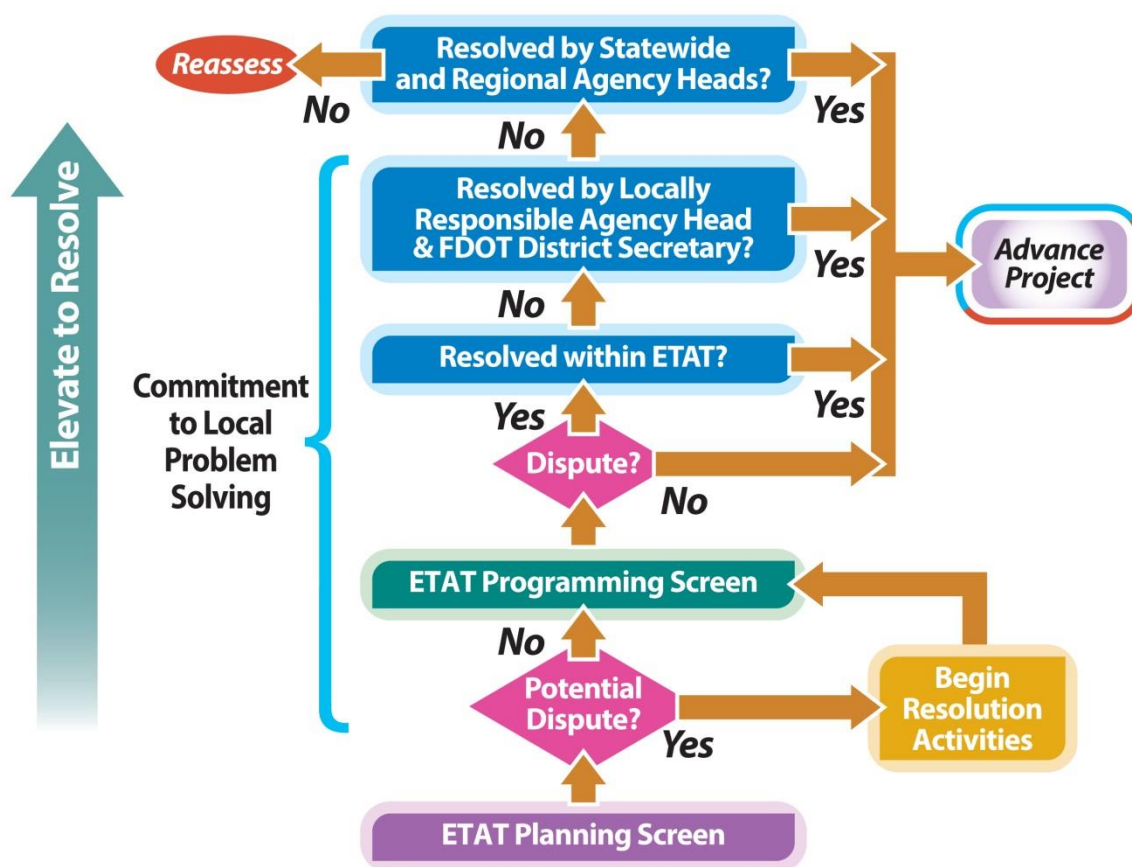 Reassess
No
Resolved by Statewide
and Regional Agency Heads?
Yes
No
Elevate to Resolve
Commitment
to Local
Problem
Solving
Resolved by Locally
Responsible Agency Head
& FDOT District Secretary?
Yes
Advance
Project
No
Resolved within ETAT?
Yes
Yes
Dispute?
No
ETAT Programming Screen
No
Potential
Dispute?
Yes
Begin
Resolution
Activities
ETAT Planning Screen